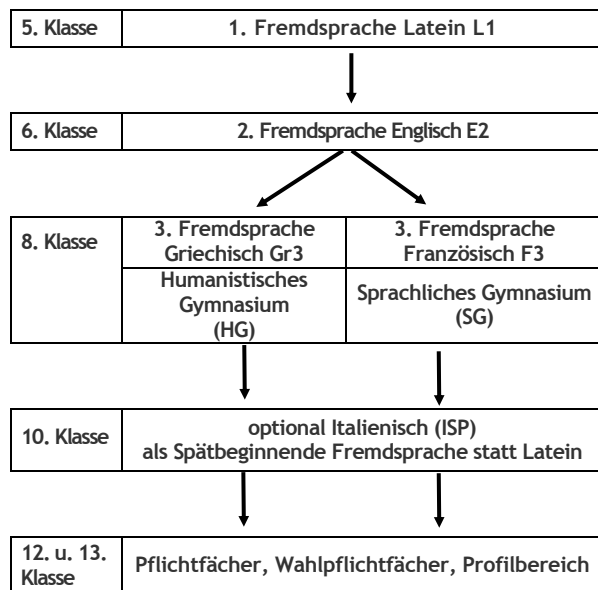 5. Klasse
1. Fremdsprache Latein L1
6. Klasse
2. Fremdsprache Englisch E2
8. Klasse
3. Fremdsprache
Griechisch Gr3
3. Fremdsprache
Französisch F3
Humanistisches
Gymnasium
(HG)
Sprachliches Gymnasium
(SG)
10. Klasse
optional Italienisch (ISP)
als Spätbeginnende Fremdsprache statt Latein
12. u. 13.
Klasse
Pflichtfächer, Wahlpflichtfächer, Profilbereich